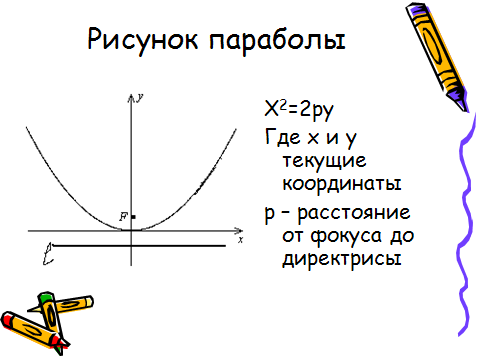 Рисунок параболы
y
F
x
ℓ
X²=2py
Где x и y
текущие
координаты
p – расстояние
от фокуса до
директрисы